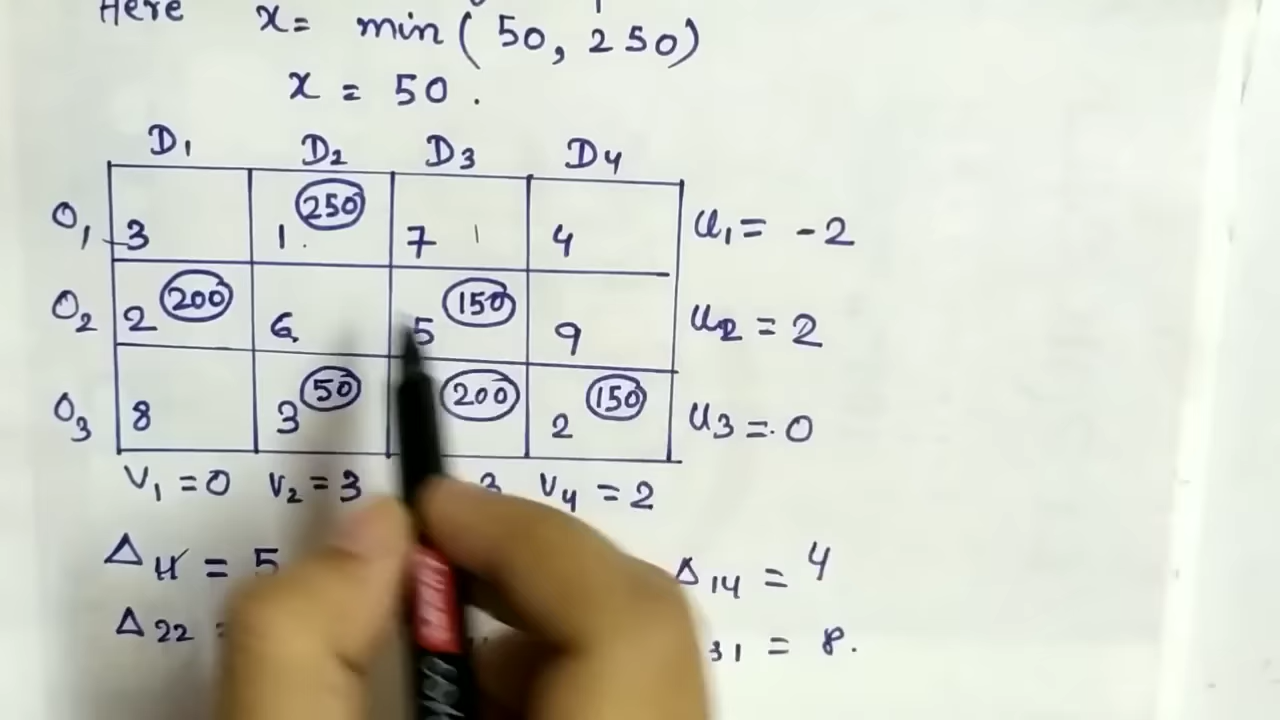 Here x = min ( 50, 250)
x = 50 .
D1 D2 D3 D4
O1 3 1 250 7 4 u1 = -2
O2 2 200 6 5 150 9 u2 = 2
O3 8 3 50 200 2 150 u3 = 0
V1 = 0 V2 = 3 3 V4 = 2
Δ11 = 5 Δ14 = 4
Δ22 = 31 = 8.